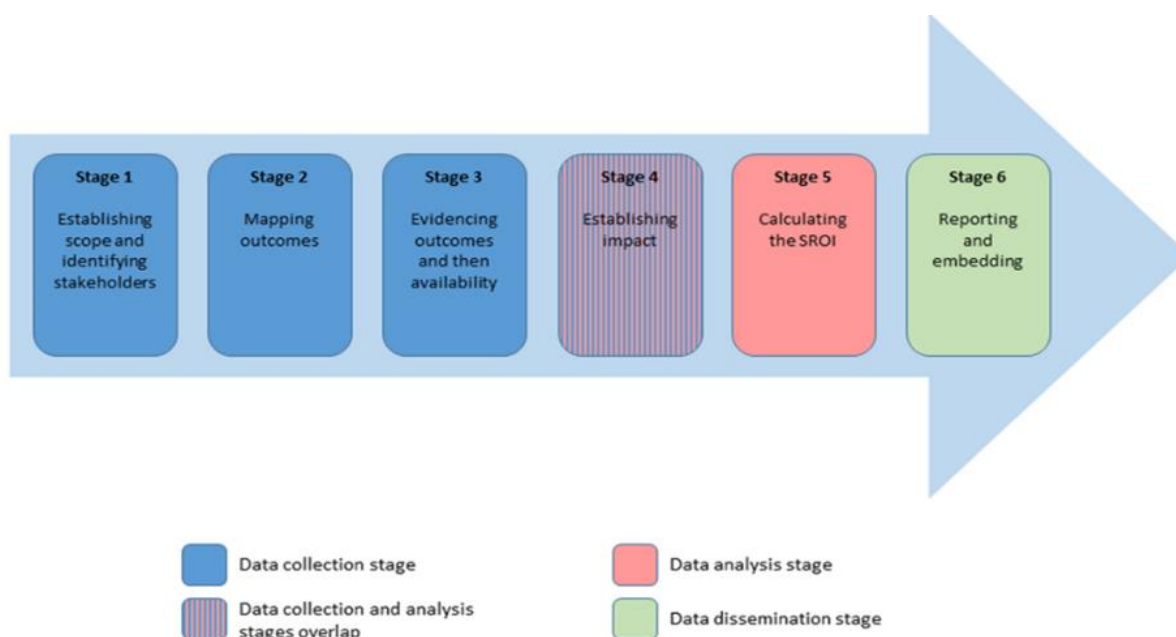 Stage 1
Establishing
scope and
identifying
stakeholders
Stage 2
Mapping
outcomes
Stage 3
Evidencing
outcomes
and then
availability
Stage 4
Establishing
impact
Stage 5
Calculating
the SROI
Stage 6
Reporting
and
embedding
Data collection stage
Data analysis stage
Data collection and analysis
stages overlap
Data dissemination stage